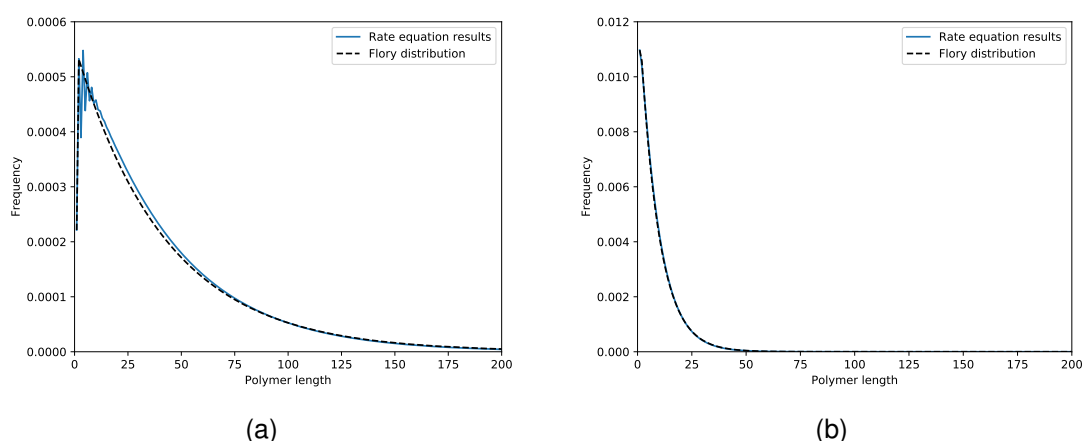 0.0006
0.0005
0.0004
0.0003
0.0002
0.0001
0.0000
Frequency
0 25 50 75 100 125 150 175 200
Polymer length
Rate equation results
Flory distribution
(a)
0.012
0.010
0.008
0.006
0.004
0.002
0.000
Frequency
0 25 50 75 100 125 150 175 200
Polymer length
Rate equation results
Flory distribution
(b)